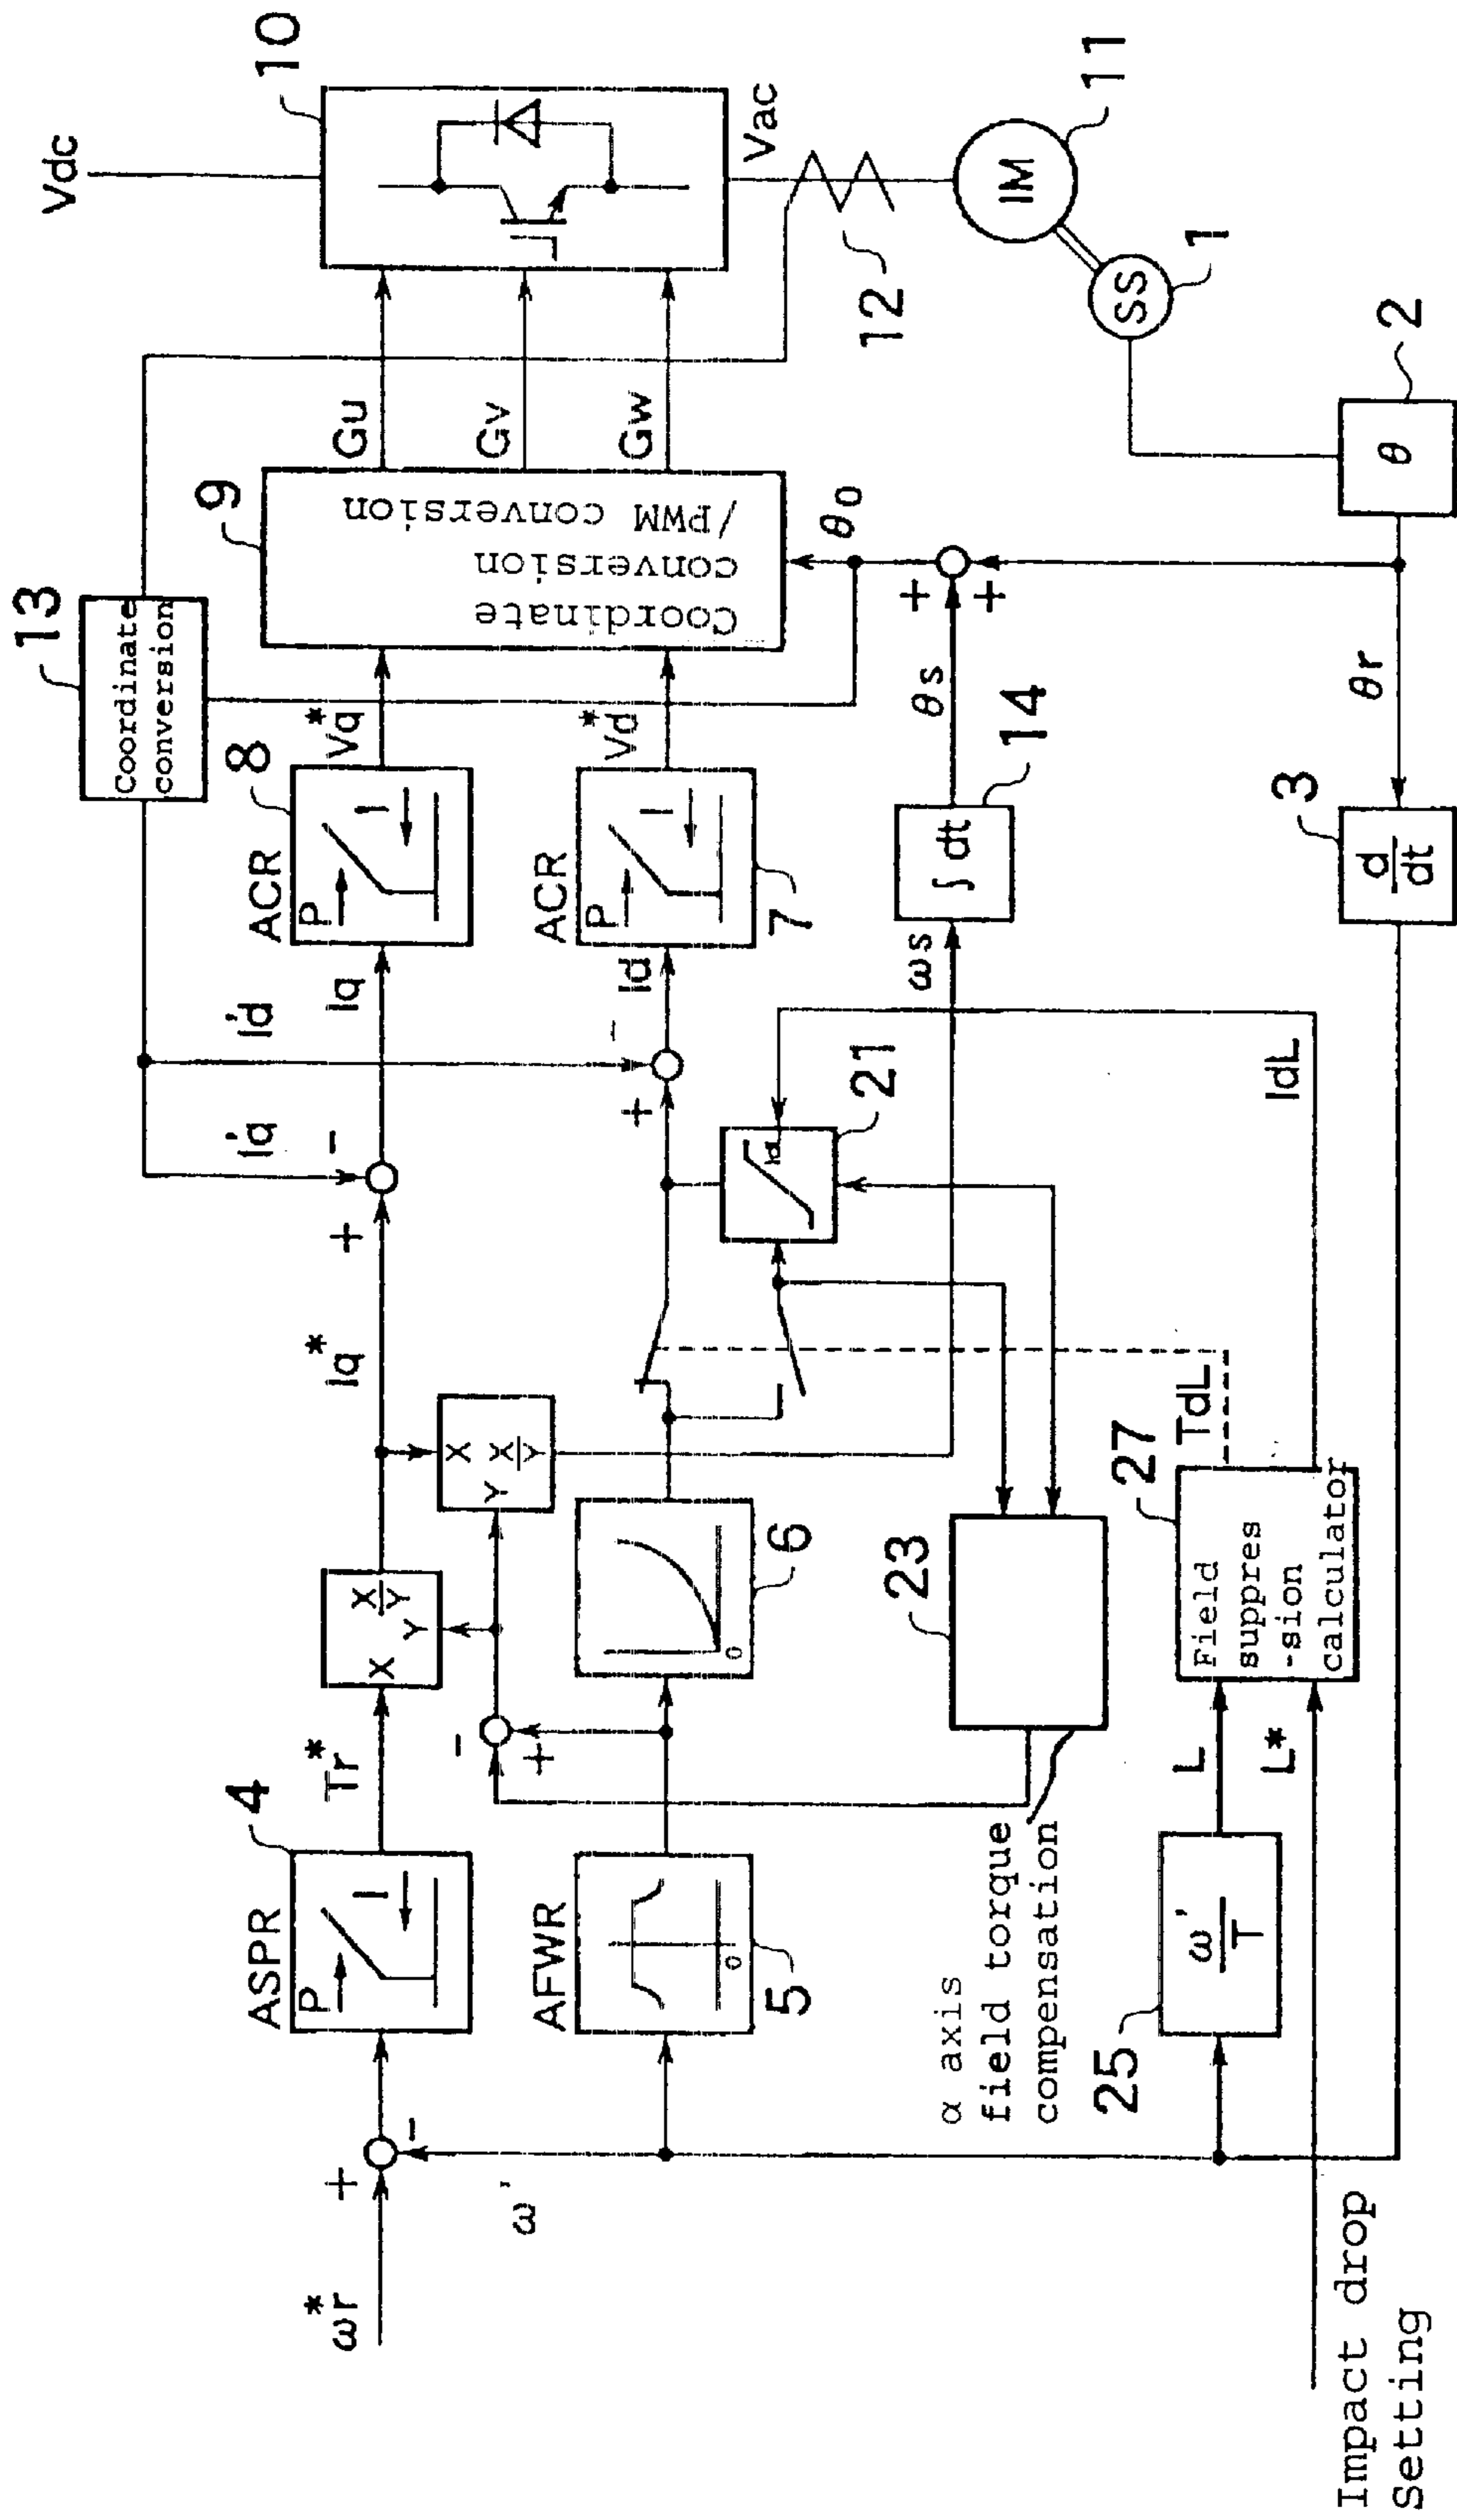 Vdc
10
Vac
12
IM
11
SS
1
θ
2
13
Coordinate
conversion
9
Coordinate
conversion
/PWM conversion
Gu
Gv
Gw
θo
+
+
θs
14
∫ dt
ωs
θr
3
d
dt
8
ACR
P
I
Vq*
ACR
P
I
7
Vd*
I'd
Iq
Id
I'q
-
+
-
+
Id
21
IdL
Iq*
X
Y
X
Y
X
Y
X
Y
6
0
TdL
27
Field
suppres
-sion
calculator
23
Tr*
-
+
4
ASPR
P
I
AFWR
0
5
L
L*
α axis
field torque
compensation
25
ω'
T
ωr*
+
-
ω'
Impact drop
Setting